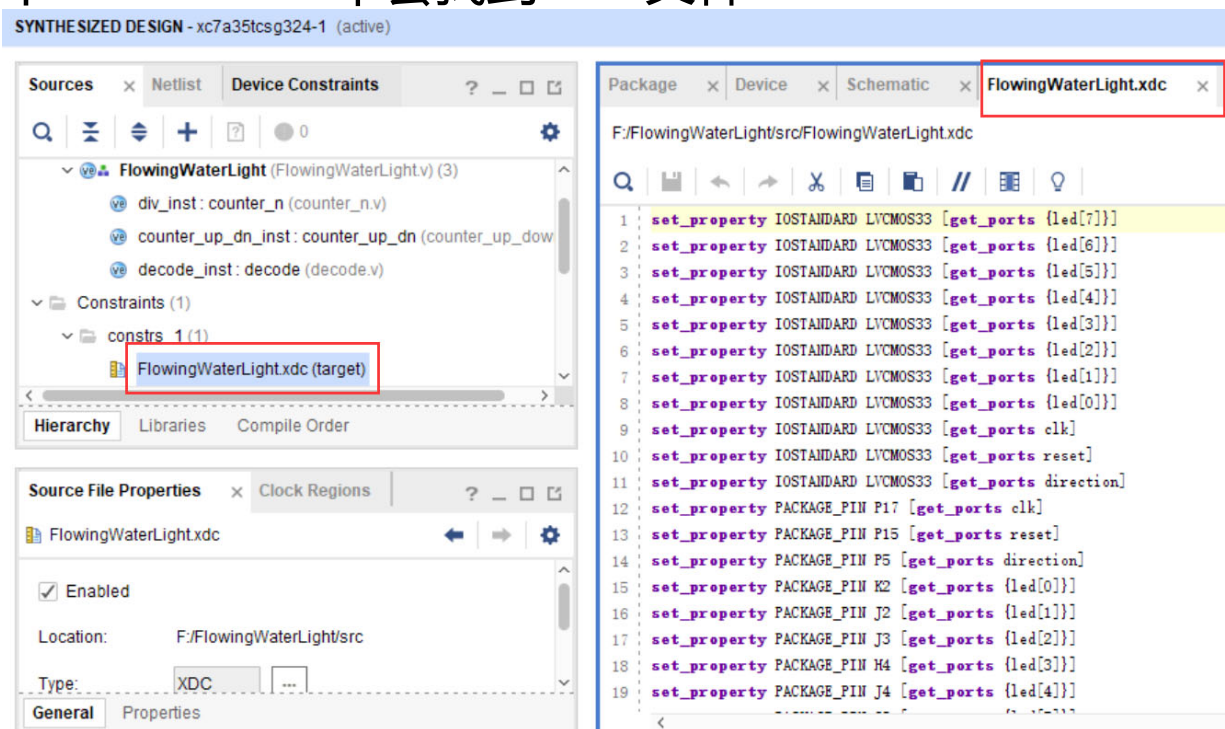 SYNTHESIZED DESIGN - xc7a35tcsg324-1 (active)
Sources Netlist Device Constraints
0
FlowingWaterLight (FlowingWaterLight.v) (3)
div_inst : counter_n (counter_n.v)
counter_up_dn_inst : counter_up_dn (counter_up_dow
decode_inst : decode (decode.v)
Constraints (1)
constrs_1 (1)
FlowingWaterLight.xdc (target)
Hierarchy Libraries Compile Order
Source File Properties Clock Regions
FlowingWaterLight.xdc
Enabled
Location: F:/FlowingWaterLight/src
Type: XDC ...
General Properties
Package Device Schematic FlowingWaterLight.xdc
F:/FlowingWaterLight/src/FlowingWaterLight.xdc
1 set_property IOSTANDARD LVCMOS33 [get_ports {led[7]}]
2 set_property IOSTANDARD LVCMOS33 [get_ports {led[6]}]
3 set_property IOSTANDARD LVCMOS33 [get_ports {led[5]}]
4 set_property IOSTANDARD LVCMOS33 [get_ports {led[4]}]
5 set_property IOSTANDARD LVCMOS33 [get_ports {led[3]}]
6 set_property IOSTANDARD LVCMOS33 [get_ports {led[2]}]
7 set_property IOSTANDARD LVCMOS33 [get_ports {led[1]}]
8 set_property IOSTANDARD LVCMOS33 [get_ports {led[0]}]
9 set_property IOSTANDARD LVCMOS33 [get_ports clk]
10 set_property IOSTANDARD LVCMOS33 [get_ports reset]
11 set_property IOSTANDARD LVCMOS33 [get_ports direction]
12 set_property PACKAGE_PIN P17 [get_ports clk]
13 set_property PACKAGE_PIN P15 [get_ports reset]
14 set_property PACKAGE_PIN P5 [get_ports direction]
15 set_property PACKAGE_PIN K2 [get_ports {led[0]}]
16 set_property PACKAGE_PIN J2 [get_ports {led[1]}]
17 set_property PACKAGE_PIN J3 [get_ports {led[2]}]
18 set_property PACKAGE_PIN H4 [get_ports {led[3]}]
19 set_property PACKAGE_PIN J4 [get_ports {led[4]}]